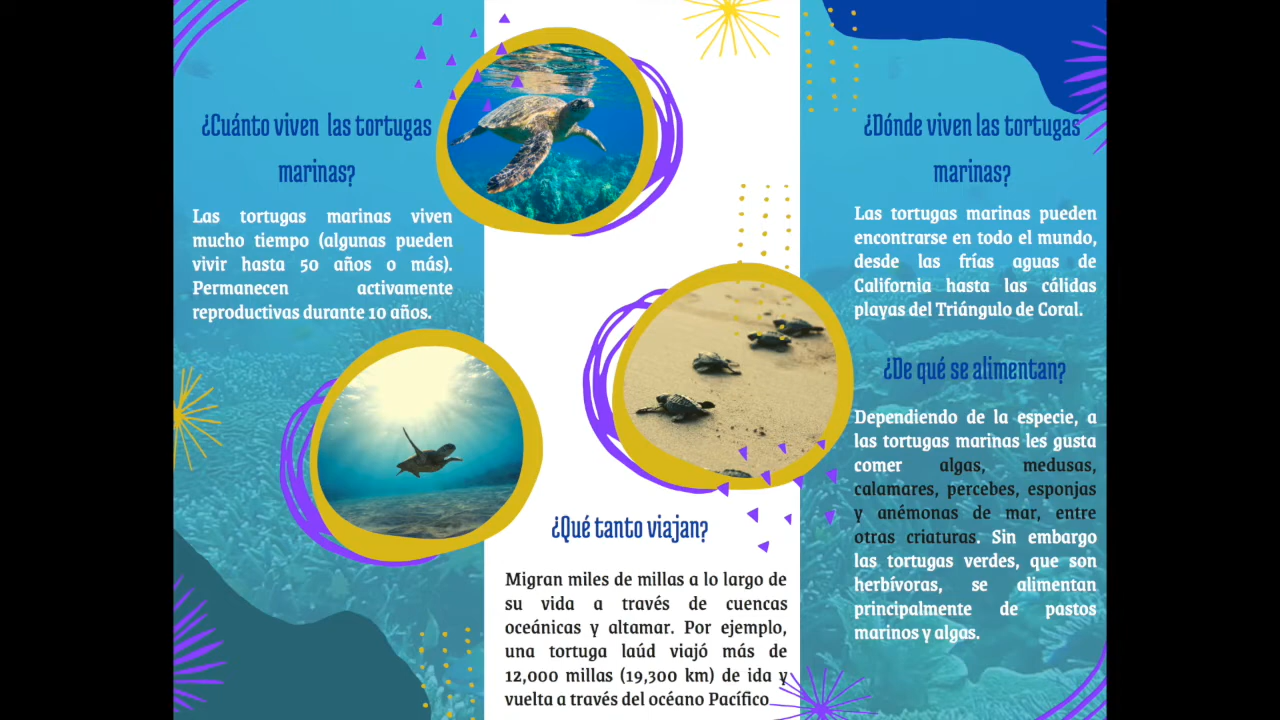 ¿Cuánto viven las tortugas
marinas?
Las tortugas marinas viven
mucho tiempo (algunas pueden
vivir hasta 50 años o más).
Permanecen activamente
reproductivas durante 10 años.
¿Qué tanto viajan?
Migran miles de millas a lo largo de
su vida a través de cuencas
oceánicas y altamar. Por ejemplo,
una tortuga laúd viajó más de
12,000 millas (19,300 km) de ida y
vuelta a través del océano Pacífico
¿Dónde viven las tortugas
marinas?
Las tortugas marinas pueden
encontrarse en todo el mundo,
desde las frías aguas de
California hasta las cálidas
playas del Triángulo de Coral.
¿De qué se alimentan?
Dependiendo de la especie, a
las tortugas marinas les gusta
comer algas, medusas,
calamares, percebes, esponjas
y anémonas de mar, entre
otras criaturas. Sin embargo
las tortugas verdes, que son
herbívoras, se alimentan
principalmente de pastos
marinos y algas.